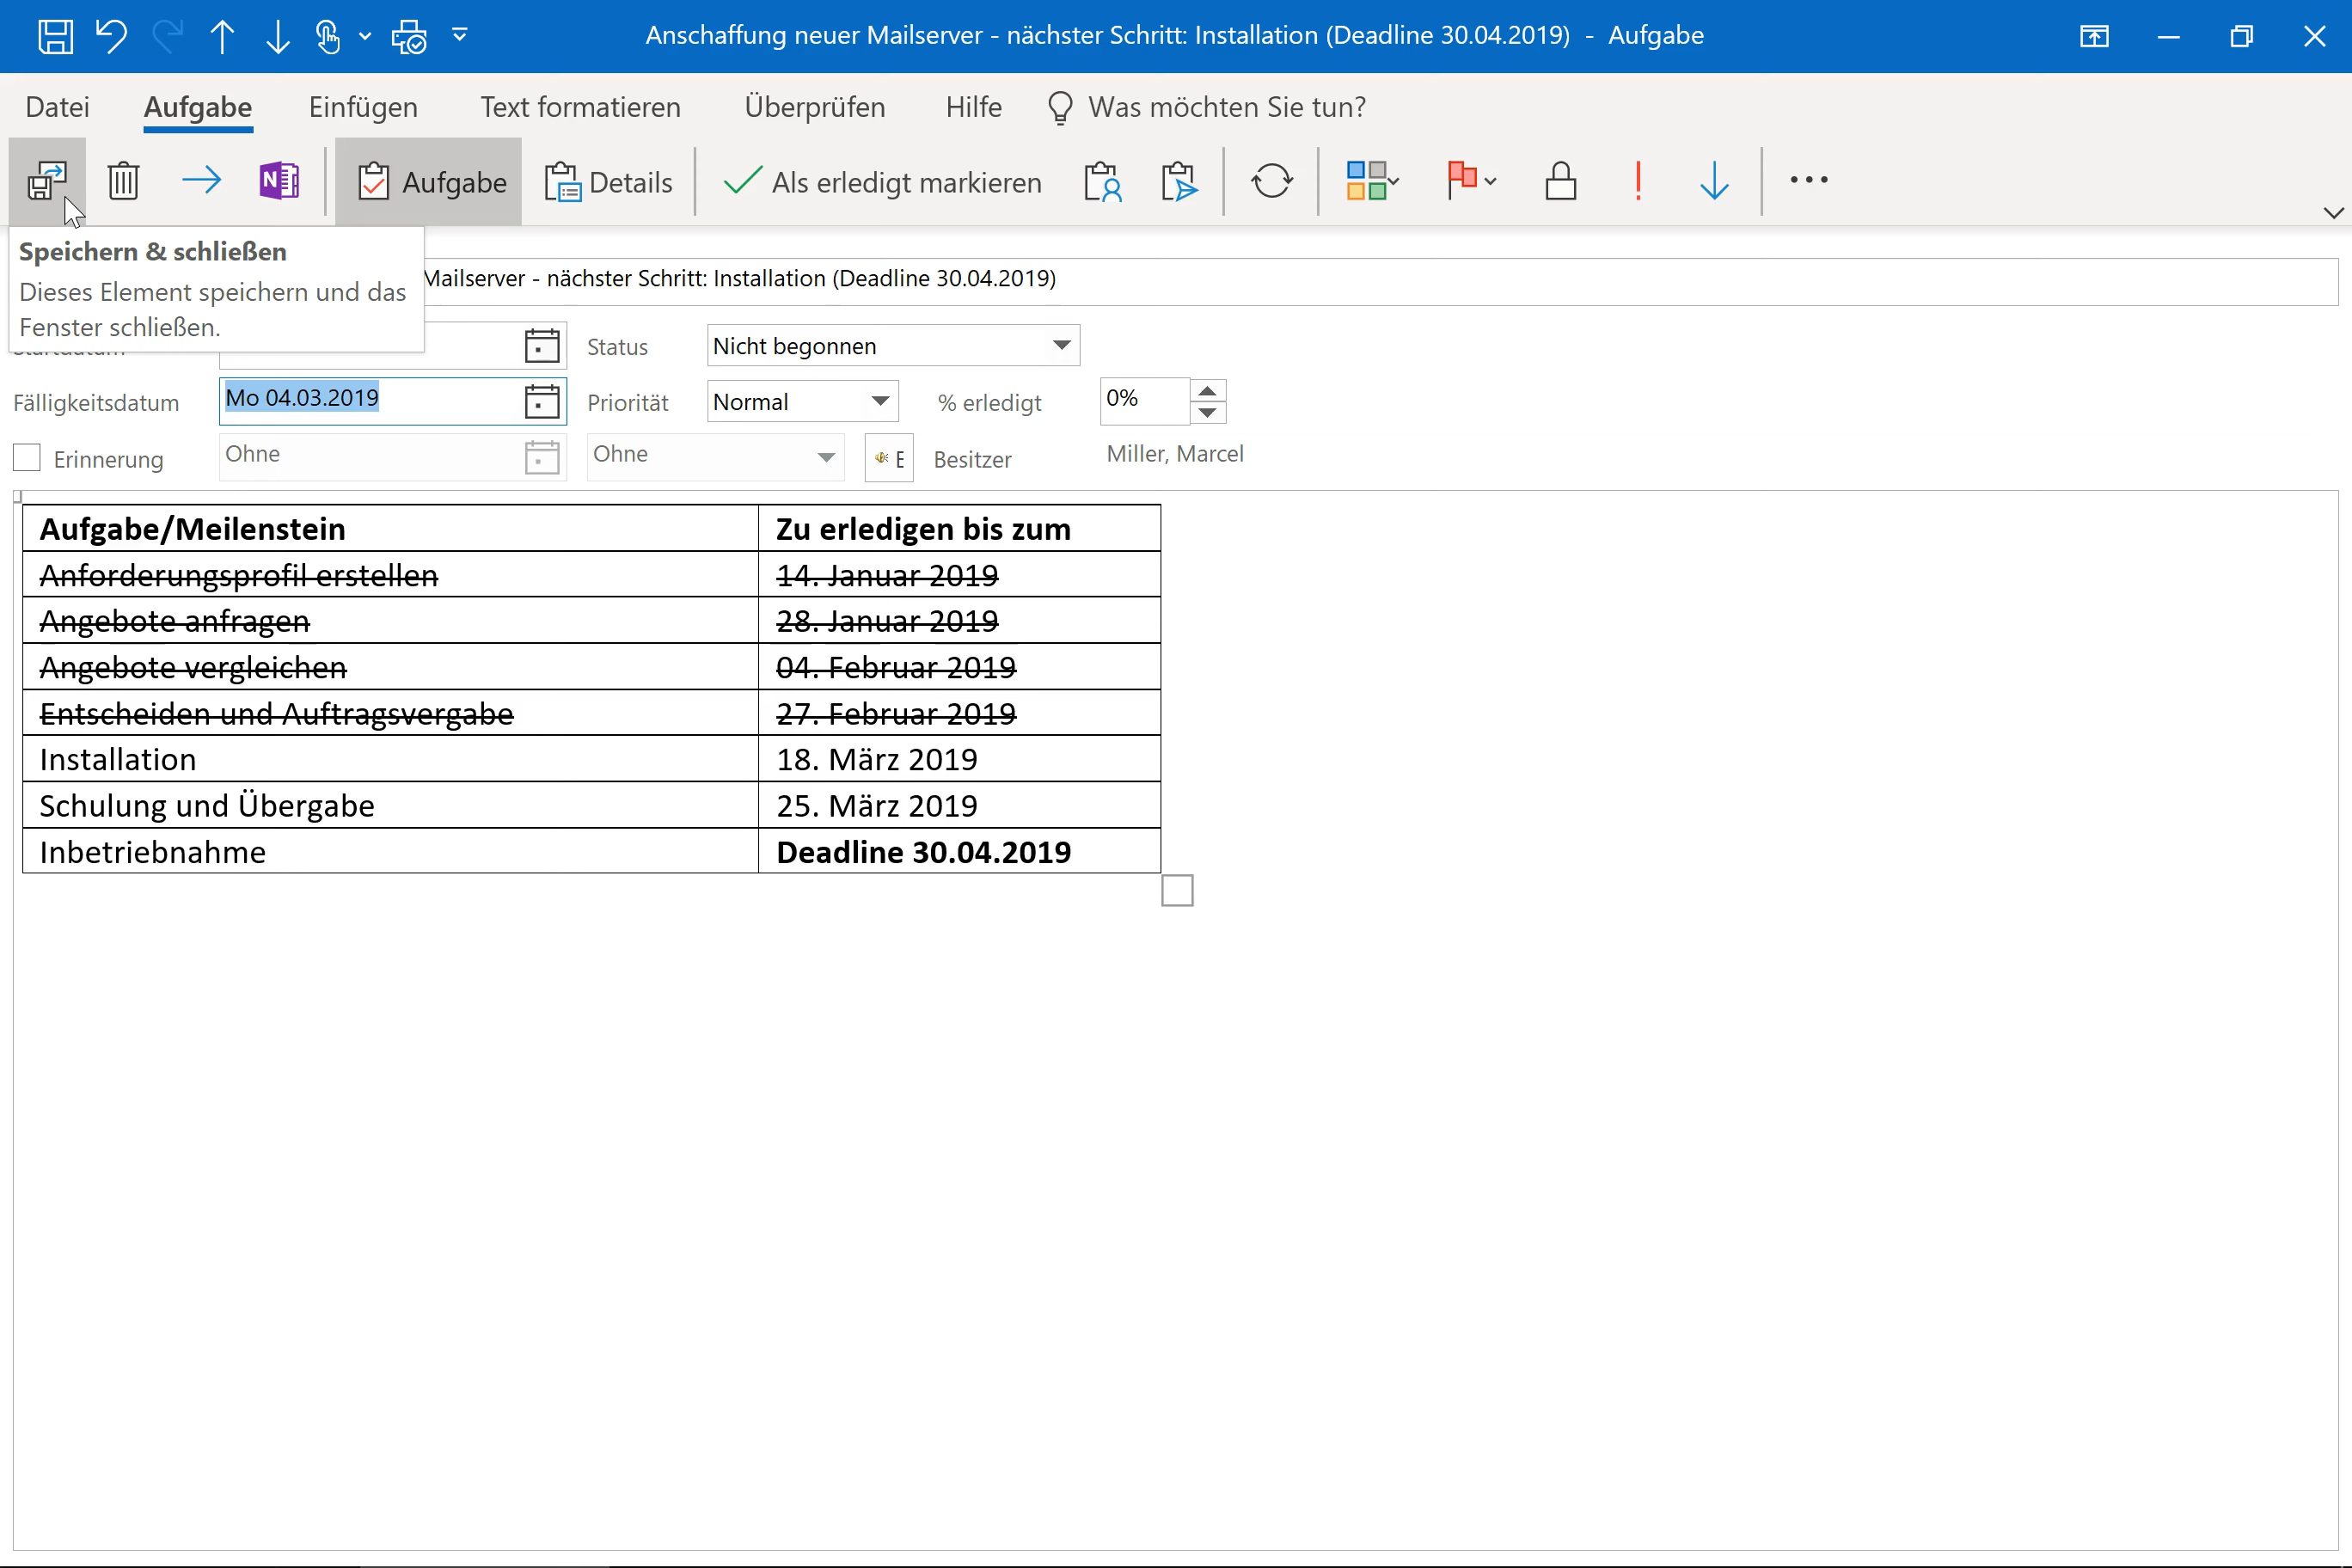 Anschaffung neuer Mailserver - nächster Schritt: Installation (Deadline 30.04.2019) - Aufgabe
Datei Aufgabe Einfügen Text formatieren Überprüfen Hilfe Was möchten Sie tun?
N Aufgabe Details Als erledigt markieren
Speichern & schließen
Dieses Element speichern und das
Fenster schließen.
Mailserver - nächster Schritt: Installation (Deadline 30.04.2019)
Status Nicht begonnen
Fälligkeitsdatum Mo 04.03.2019 Priorität Normal % erledigt 0%
Erinnerung Ohne Ohne E Besitzer Miller, Marcel
Aufgabe/Meilenstein Zu erledigen bis zum
Anforderungsprofil erstellen 14. Januar 2019
Angebote anfragen 28. Januar 2019
Angebote vergleichen 04. Februar 2019
Entscheiden und Auftragsvergabe 27. Februar 2019
Installation 18. März 2019
Schulung und Übergabe 25. März 2019
Inbetriebnahme Deadline 30.04.2019